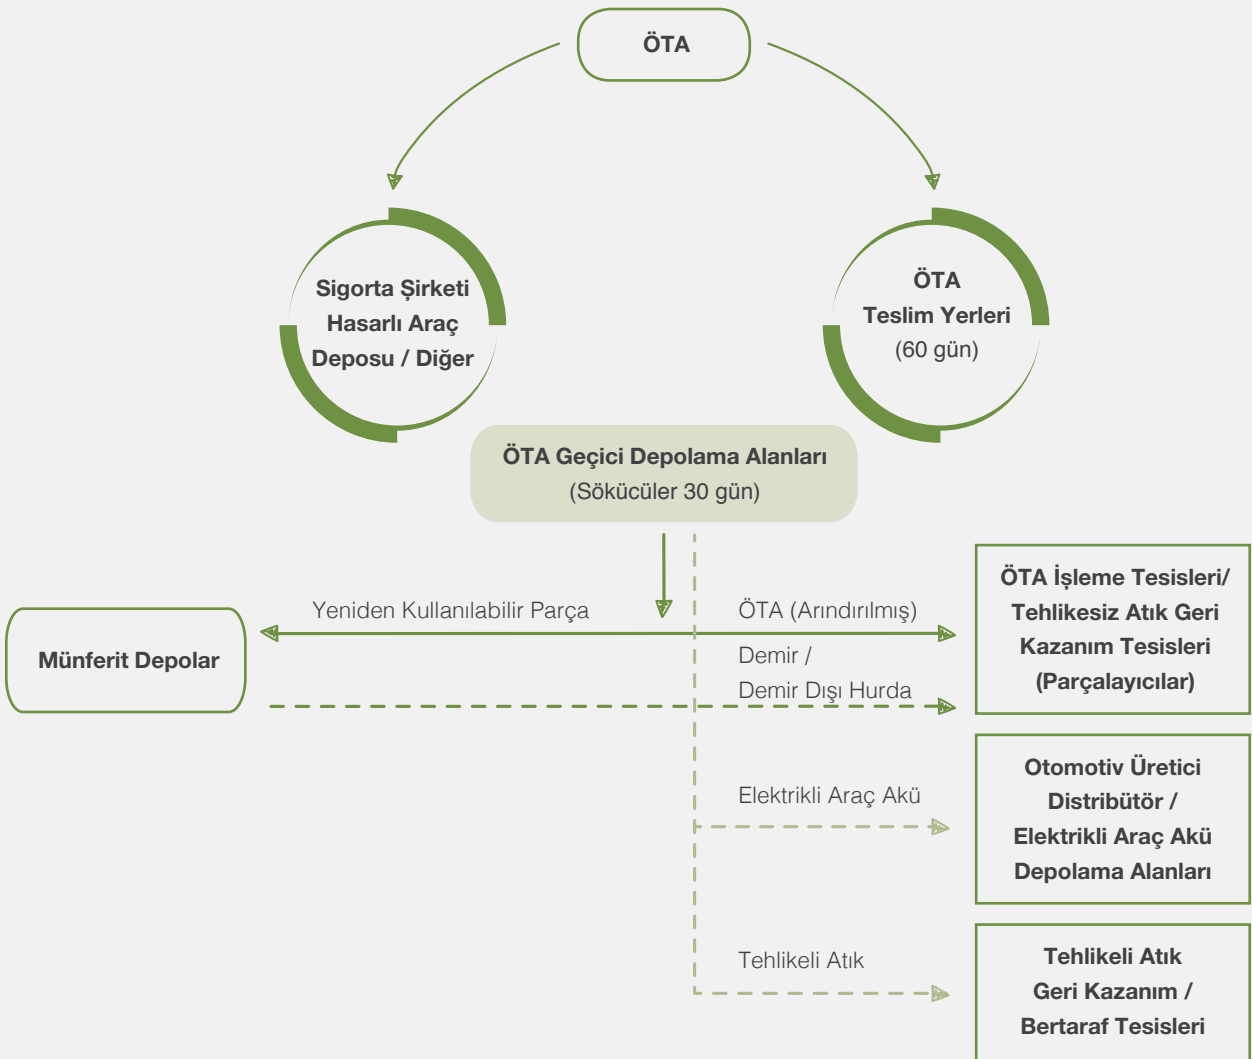 ÖTA
Sigorta Şirketi
Hasarlı Araç
Deposu / Diğer
ÖTA
Teslim Yerleri
(60 gün)
ÖTA Geçici Depolama Alanları
(Sökücüler 30 gün)
Münferit Depolar
Yeniden Kullanılabilir Parça
ÖTA (Arındırılmış)
Demir /
Demir Dışı Hurda
ÖTA İşleme Tesisleri/
Tehlikesiz Atık Geri
Kazanım Tesisleri
(Parçalayıcılar)
Elektrikli Araç Akü
Otomotiv Üretici
Distribütör /
Elektrikli Araç Akü
Depolama Alanları
Tehlikeli Atık
Tehlikeli Atık
Geri Kazanım /
Bertaraf Tesisleri